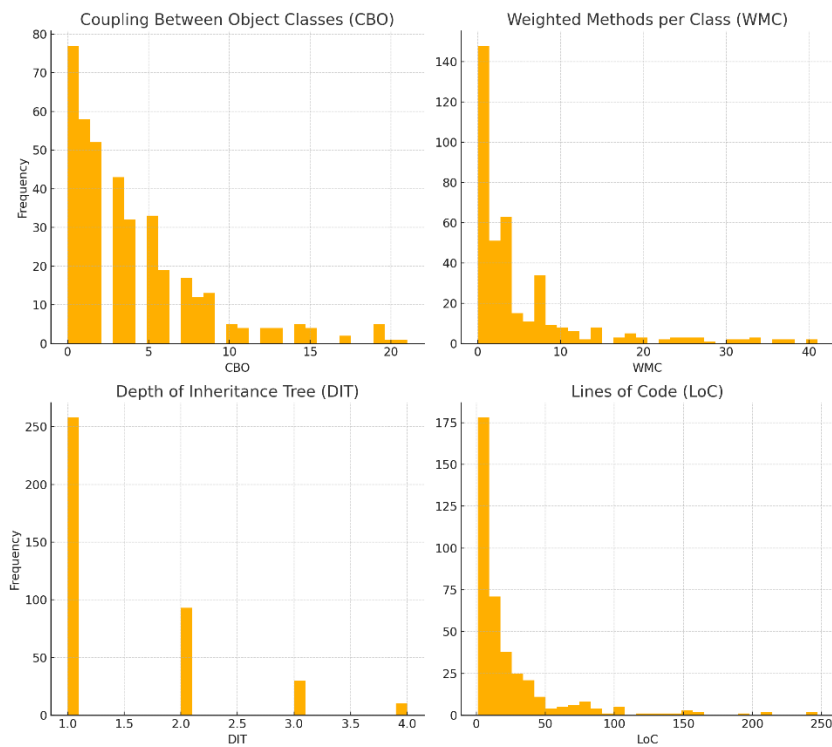 Coupling Between Object Classes (CBO)
80
70
60
50
40
30
20
10
0
Frequency
0 5 10 15 20
CBO
Weighted Methods per Class (WMC)
140
120
100
80
60
40
20
0
0 10 20 30 40
WMC
Depth of Inheritance Tree (DIT)
250
200
150
100
50
0
Frequency
1.0 1.5 2.0 2.5 3.0 3.5 4.0
DIT
Lines of Code (LoC)
175
150
125
100
75
50
25
0
0 50 100 150 200 250
LoC